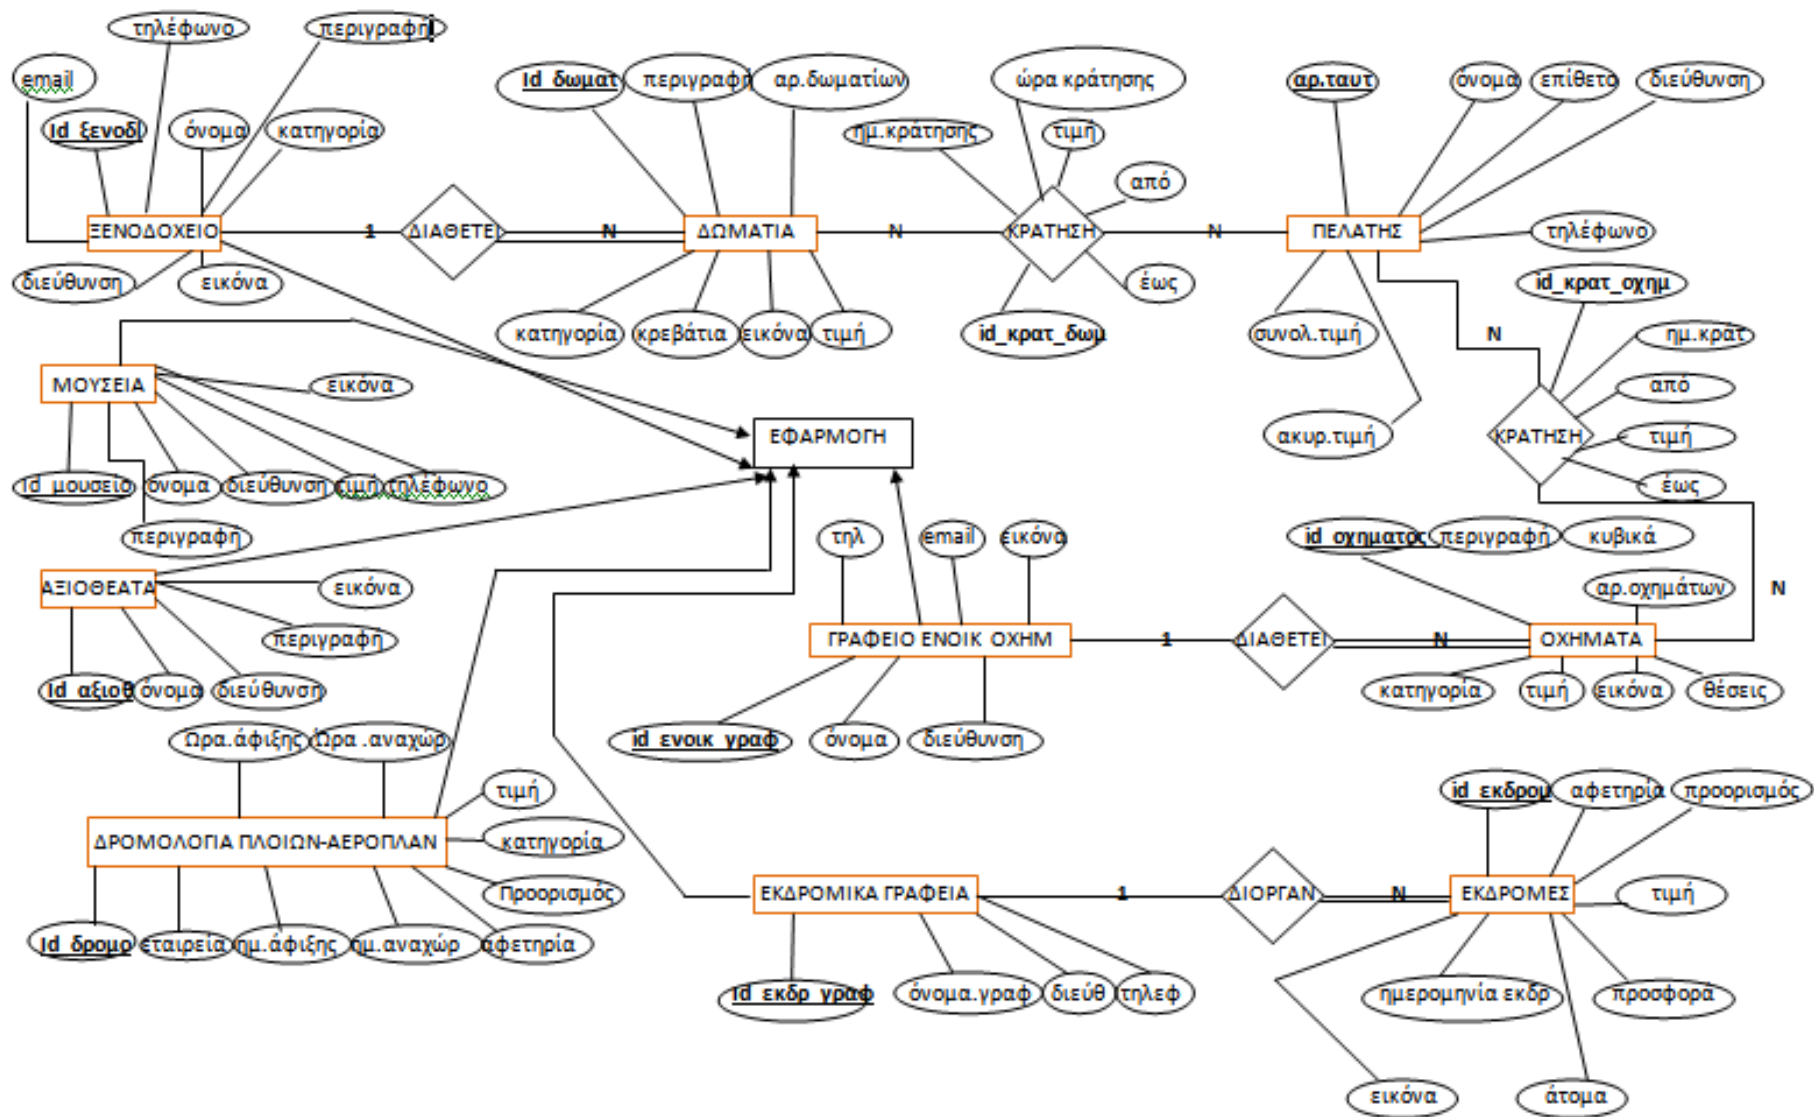 τηλέφωνο
περιγραφή
email
Id_ξενοδ
όνομα
κατηγορία
ΞΕΝΟΔΟΧΕΙΟ
1
ΔΙΑΘΕΤΕΙ
N
διεύθυνση
εικόνα
Id_δωματ
περιγραφή
αρ.δωματίων
ΔΩΜΑΤΙΑ
κατηγορία
κρεβάτια
εικόνα
τιμή
N
ώρα κράτησης
ημ.κράτησης
τιμή
από
ΚΡΑΤΗΣΗ
έως
id_κρατ_δωμ
N
αρ.ταυτ
όνομα
επίθετο
διεύθυνση
ΠΕΛΑΤΗΣ
τηλέφωνο
συνολ.τιμή
ακυρ.τιμή
N
id_κρατ_οχημ
ημ.κρατ
από
ΚΡΑΤΗΣΗ
τιμή
έως
N
ΜΟΥΣΕΙΑ
εικόνα
Id_μουσείο
όνομα
διεύθυνση
τιμή
τηλέφωνο
περιγραφή
ΕΦΑΡΜΟΓΗ
ΑΞΙΟΘΕΑΤΑ
εικόνα
περιγραφή
Id_αξιοθ
όνομα
διεύθυνση
τηλ
email
εικόνα
ΓΡΑΦΕΙΟ ΕΝΟΙΚ ΟΧΗΜ
id_ενοικ_γραφ
όνομα
διεύθυνση
1
ΔΙΑΘΕΤΕΙ
N
id_οχηματος
περιγραφή
κυβικά
αρ.οχημάτων
ΟΧΗΜΑΤΑ
κατηγορία
τιμή
εικόνα
θέσεις
Ώρα.άφιξης
Ώρα .αναχώρ
τιμή
ΔΡΟΜΟΛΟΓΙΑ ΠΛΟΙΩΝ-ΑΕΡΟΠΛΑΝ
κατηγορία
Προορισμός
Id_δρομο
εταιρεία
ημ.άφιξης
ημ.αναχώρ
αφετηρία
ΕΚΔΡΟΜΙΚΑ ΓΡΑΦΕΙΑ
Id_εκδρ_γραφ
όνομα.γραφ
διεύθ
τηλεφ
1
ΔΙΟΡΓΑΝ
N
id_εκδρομ
αφετηρία
προορισμός
ΕΚΔΡΟΜΕΣ
τιμή
ημερομηνία εκδρ
προσφορά
εικόνα
άτομα